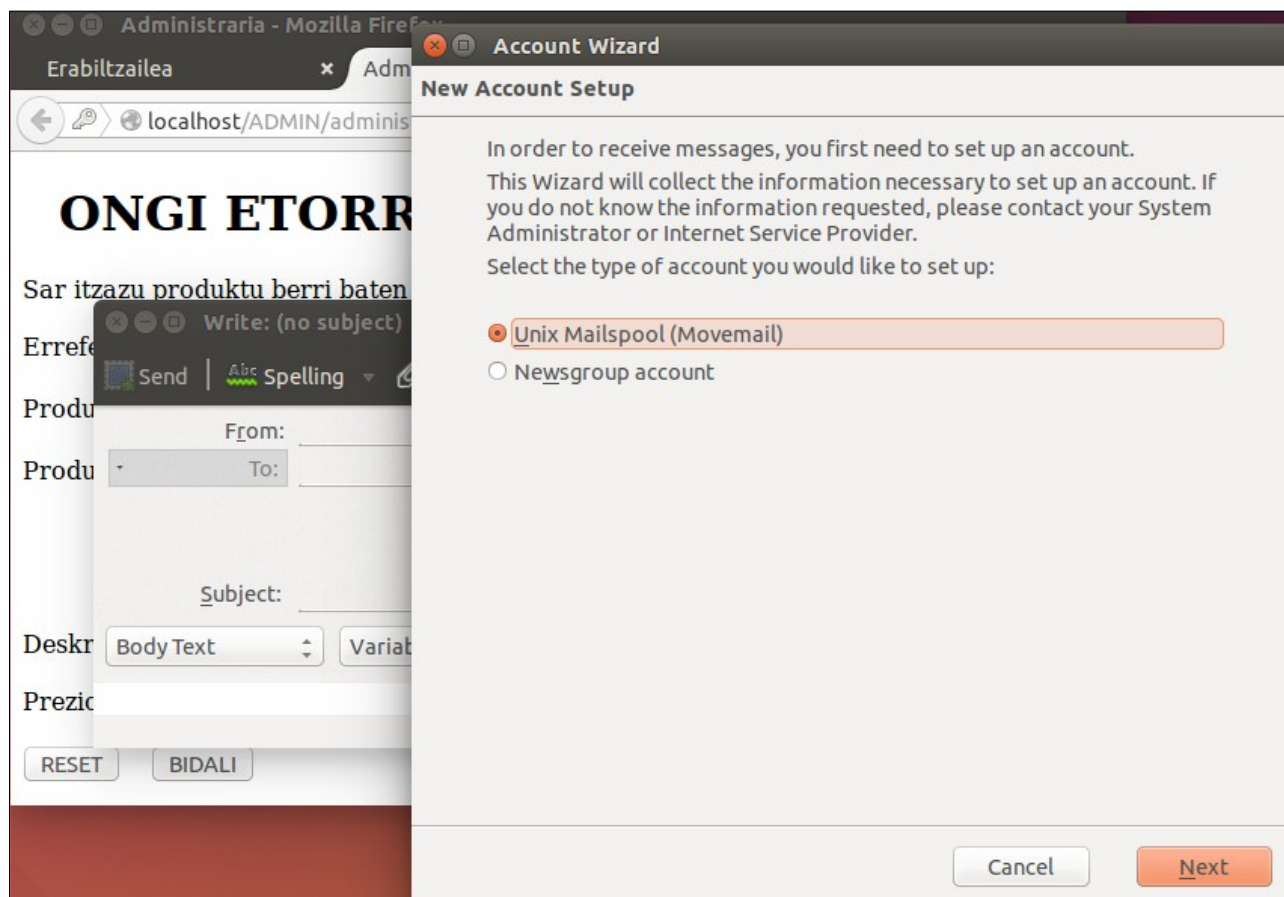 Administraria - Mozilla Firefox
Erabiltzailea
Adm
localhost/ADMIN/adminis
ONGI ETORR
Sar itzazu produktu berri baten
Errefe
Produ
Produ
Deskr
Prezio
RESET
BIDALI
Write: (no subject)
Send
Abc Spelling
From:
To:
Subject:
Body Text
Variab
Account Wizard
New Account Setup
In order to receive messages, you first need to set up an account.
This Wizard will collect the information necessary to set up an account. If
you do not know the information requested, please contact your System
Administrator or Internet Service Provider.
Select the type of account you would like to set up:
Unix Mailspool (Movemail)
Newsgroup account
Cancel
Next